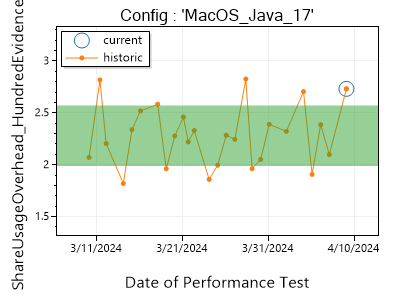 Config : 'MacOS_Java_17'
current
historic
ShareUsageOverhead_HundredEvidence
3
2.5
2
1.5
3/11/2024 3/21/2024 3/31/2024 4/10/2024
Date of Performance Test